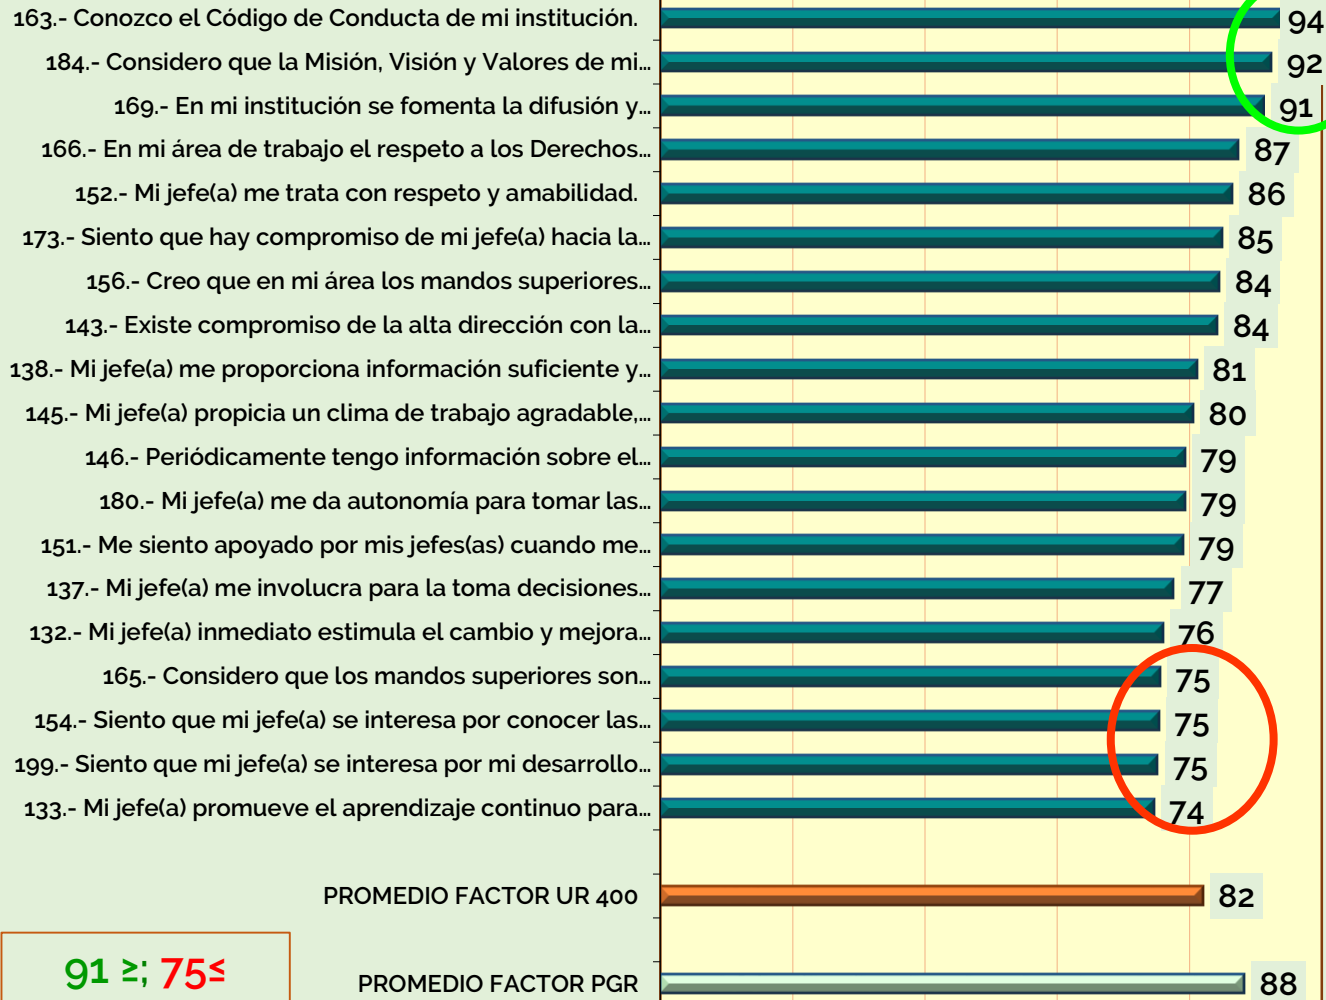 163.- Conozco el Código de Conducta de mi institución. 94
184.- Considero que la Misión, Visión y Valores de mi... 92
169.- En mi institución se fomenta la difusión y... 91
166.- En mi área de trabajo el respeto a los Derechos... 87
152.- Mi jefe(a) me trata con respeto y amabilidad. 86
173.- Siento que hay compromiso de mi jefe(a) hacia la... 85
156.- Creo que en mi área los mandos superiores... 84
143.- Existe compromiso de la alta dirección con la... 84
138.- Mi jefe(a) me proporciona información suficiente y... 81
145.- Mi jefe(a) propicia un clima de trabajo agradable,... 80
146.- Periódicamente tengo información sobre el... 79
180.- Mi jefe(a) me da autonomía para tomar las... 79
151.- Me siento apoyado por mis jefes(as) cuando me... 79
137.- Mi jefe(a) me involucra para la toma decisiones... 77
132.- Mi jefe(a) inmediato estimula el cambio y mejora... 76
165.- Considero que los mandos superiores son... 75
154.- Siento que mi jefe(a) se interesa por conocer las... 75
199.- Siento que mi jefe(a) se interesa por mi desarrollo... 75
133.- Mi jefe(a) promueve el aprendizaje continuo para... 74
PROMEDIO FACTOR UR 400 82
91 ≥; 75≤
PROMEDIO FACTOR PGR 88